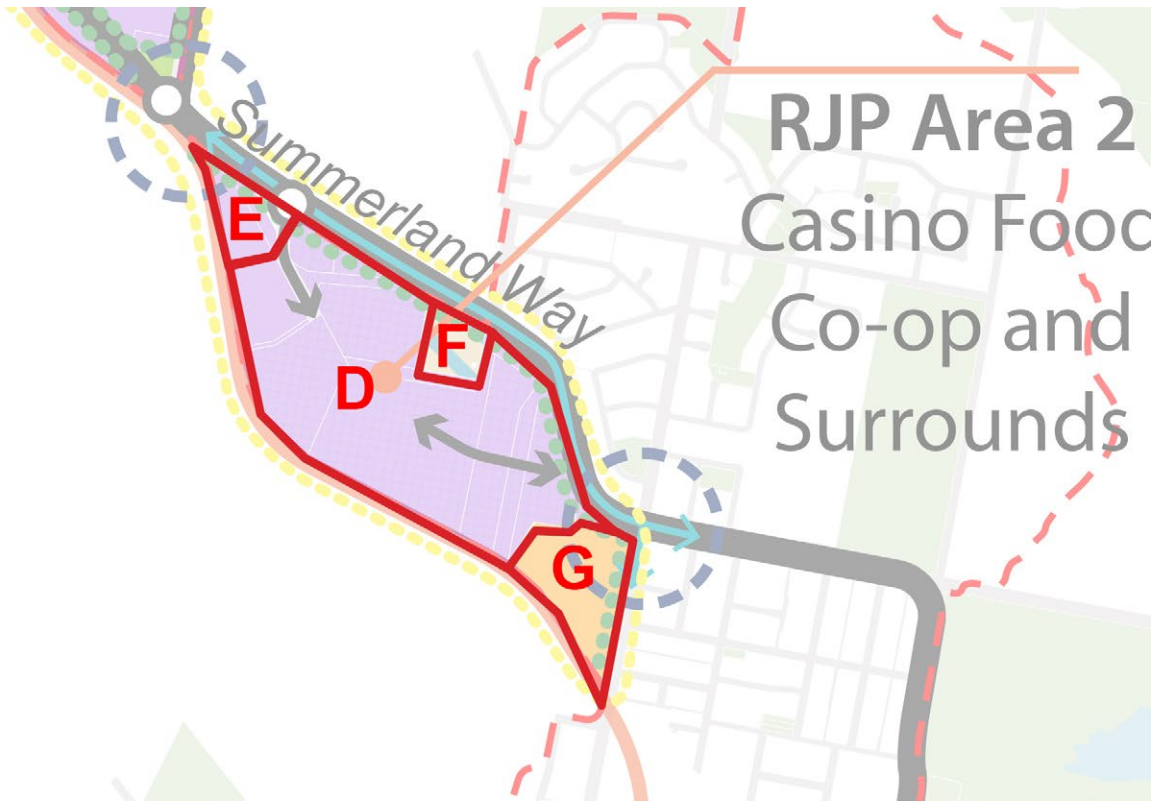 Summerland Way
RJP Area 2
Casino Food
Co-op and
Surrounds
E
F
D
G